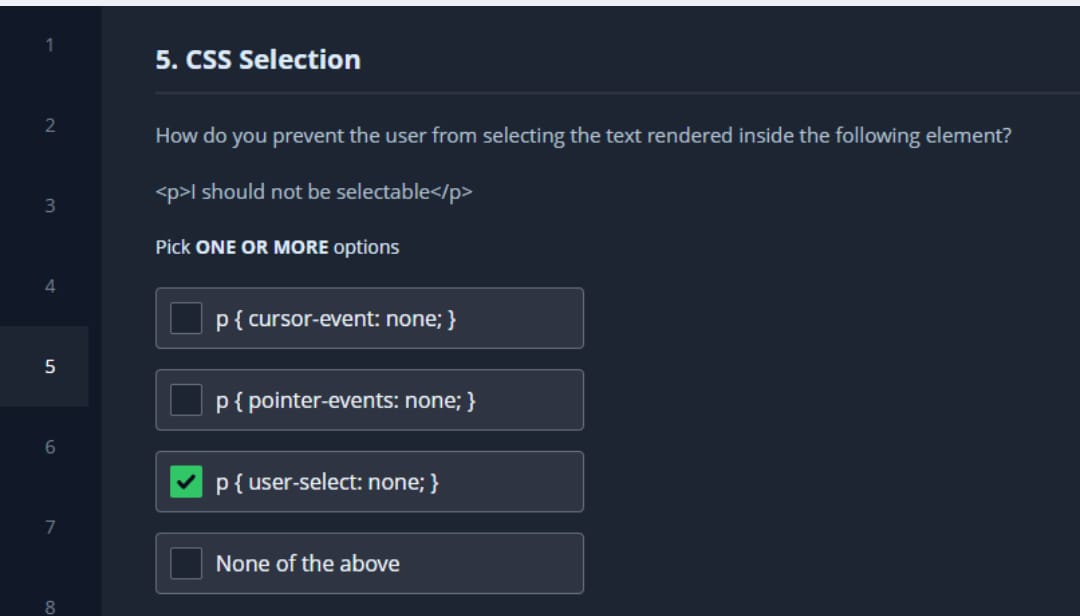 1
2
3
4
5
6
7
8
5. CSS Selection
How do you prevent the user from selecting the text rendered inside the following element?
<p>I should not be selectable</p>
Pick ONE OR MORE options
p { cursor-event: none; }
p { pointer-events: none; }
p { user-select: none; }
None of the above